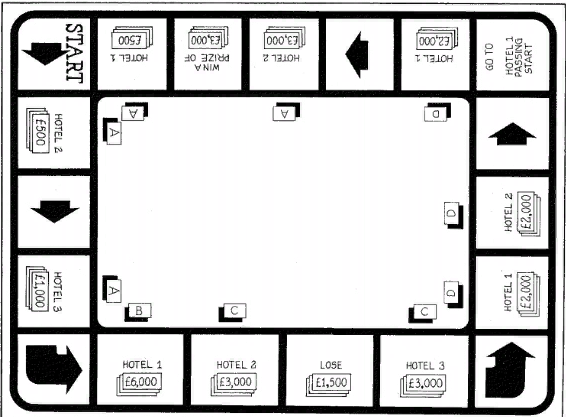 START
HOTEL 1
£500
WIN A
PRIZE OF
£3,000
HOTEL 2
£3,000
HOTEL 1
£2,000
GO TO
HOTEL 1
PASSING
START
A
A
D
A
HOTEL 2
£500
HOTEL 2
£2,000
D
HOTEL 3
£1,000
HOTEL 1
£2,000
A
D
B
C
C
HOTEL 1
£6,000
HOTEL 2
£3,000
LOSE
£1,500
HOTEL 3
£3,000